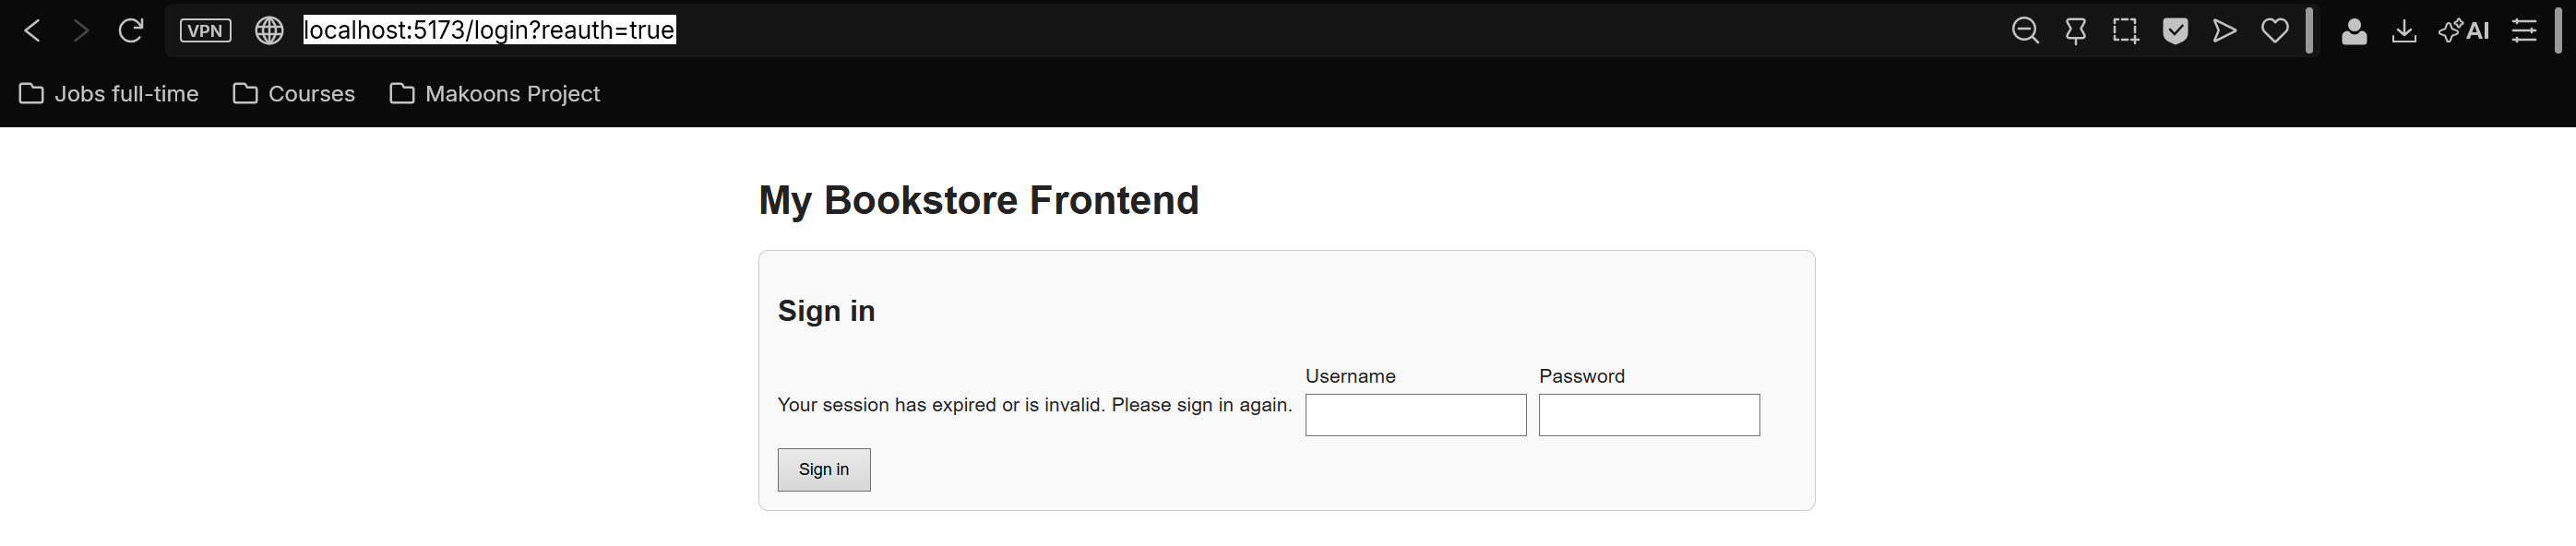 VPN localhost:5173/login?reauth=true AI
Jobs full-time Courses Makoons Project
My Bookstore Frontend
Sign in
Username Password
Your session has expired or is invalid. Please sign in again.
Sign in